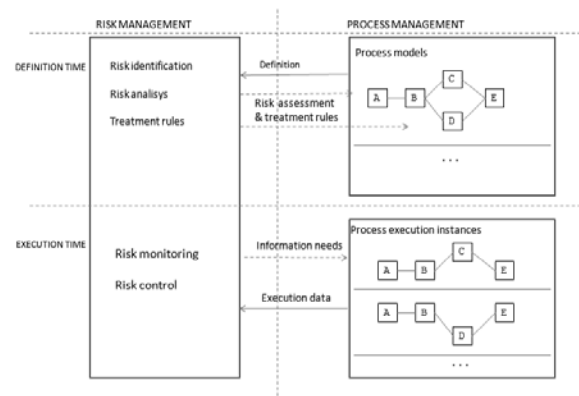 RISK MANAGEMENT
PROCESS MANAGEMENT
DEFINITION TIME
Risk identification
Risk analisys
Treatment rules
Definition
Risk assessment
& treatment rules
Process models
A
B
C
D
E
...
EXECUTION TIME
Risk monitoring
Risk control
Information needs
Execution data
Process execution instances
A
B
C
E
A
B
D
E
...